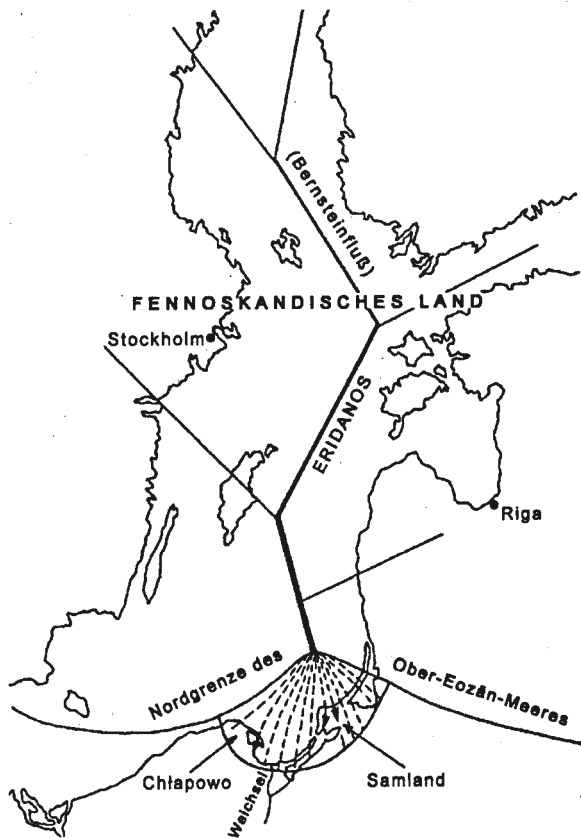 (Bernsteinfluß)
FENNOSKANDISCHES LAND
Stockholm
ERIDANOS
Riga
Nordgrenze des
Ober-Eozän-Meeres
Chłapowo
Samland
Weichsel